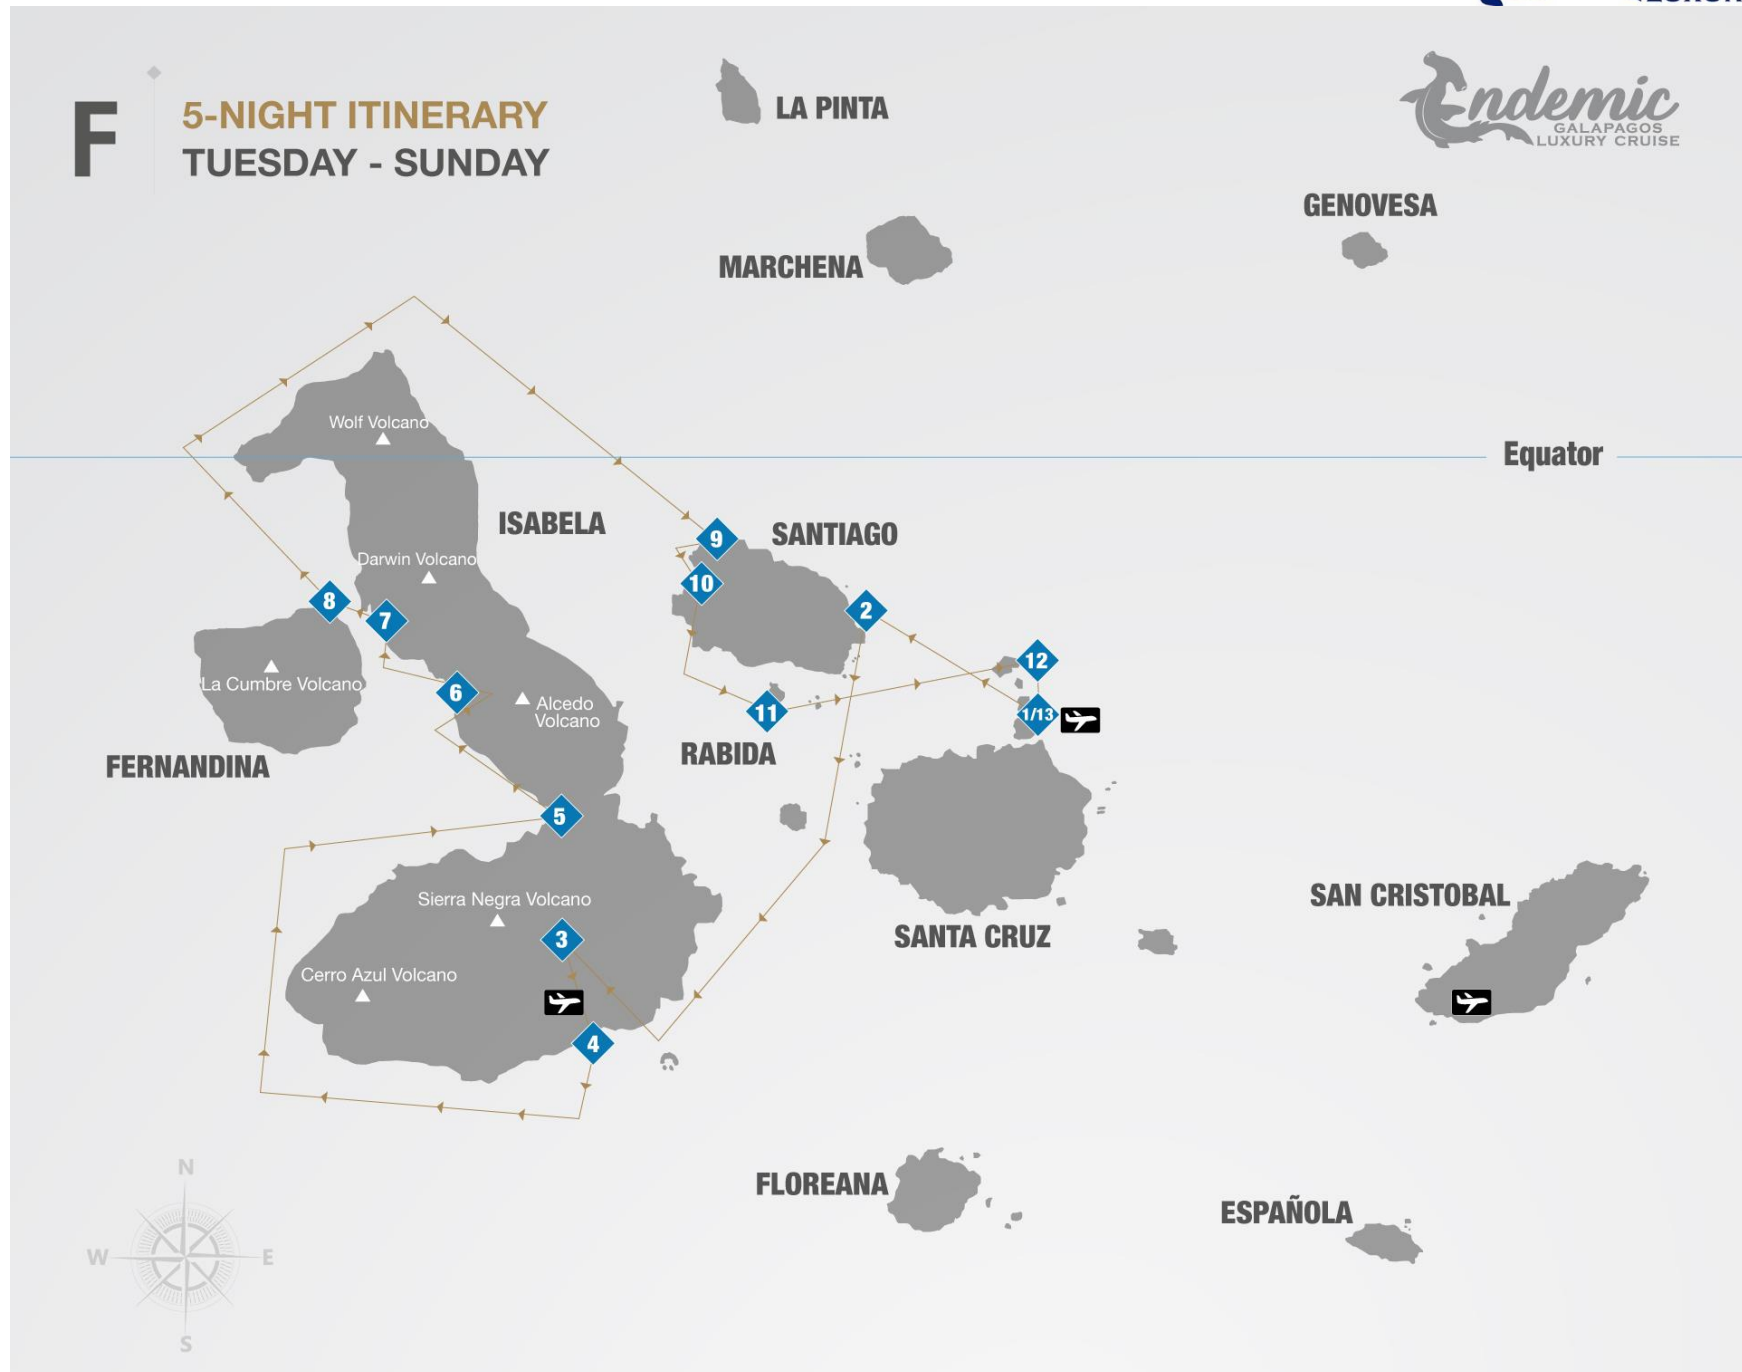 F
5-NIGHT ITINERARY
TUESDAY - SUNDAY
LA PINTA
Endemic
GALAPAGOS
LUXURY CRUISE
GENOVESA
MARCHENA
Wolf Volcano
Equator
ISABELA
9
SANTIAGO
Darwin Volcano
10
8
7
2
12
La Cumbre Volcano
6
Alcedo
Volcano
11
1/13
FERNANDINA
RABIDA
5
Sierra Negra Volcano
SAN CRISTOBAL
3
SANTA CRUZ
Cerro Azul Volcano
4
N
FLOREANA
ESPAÑOLA
W
E
S